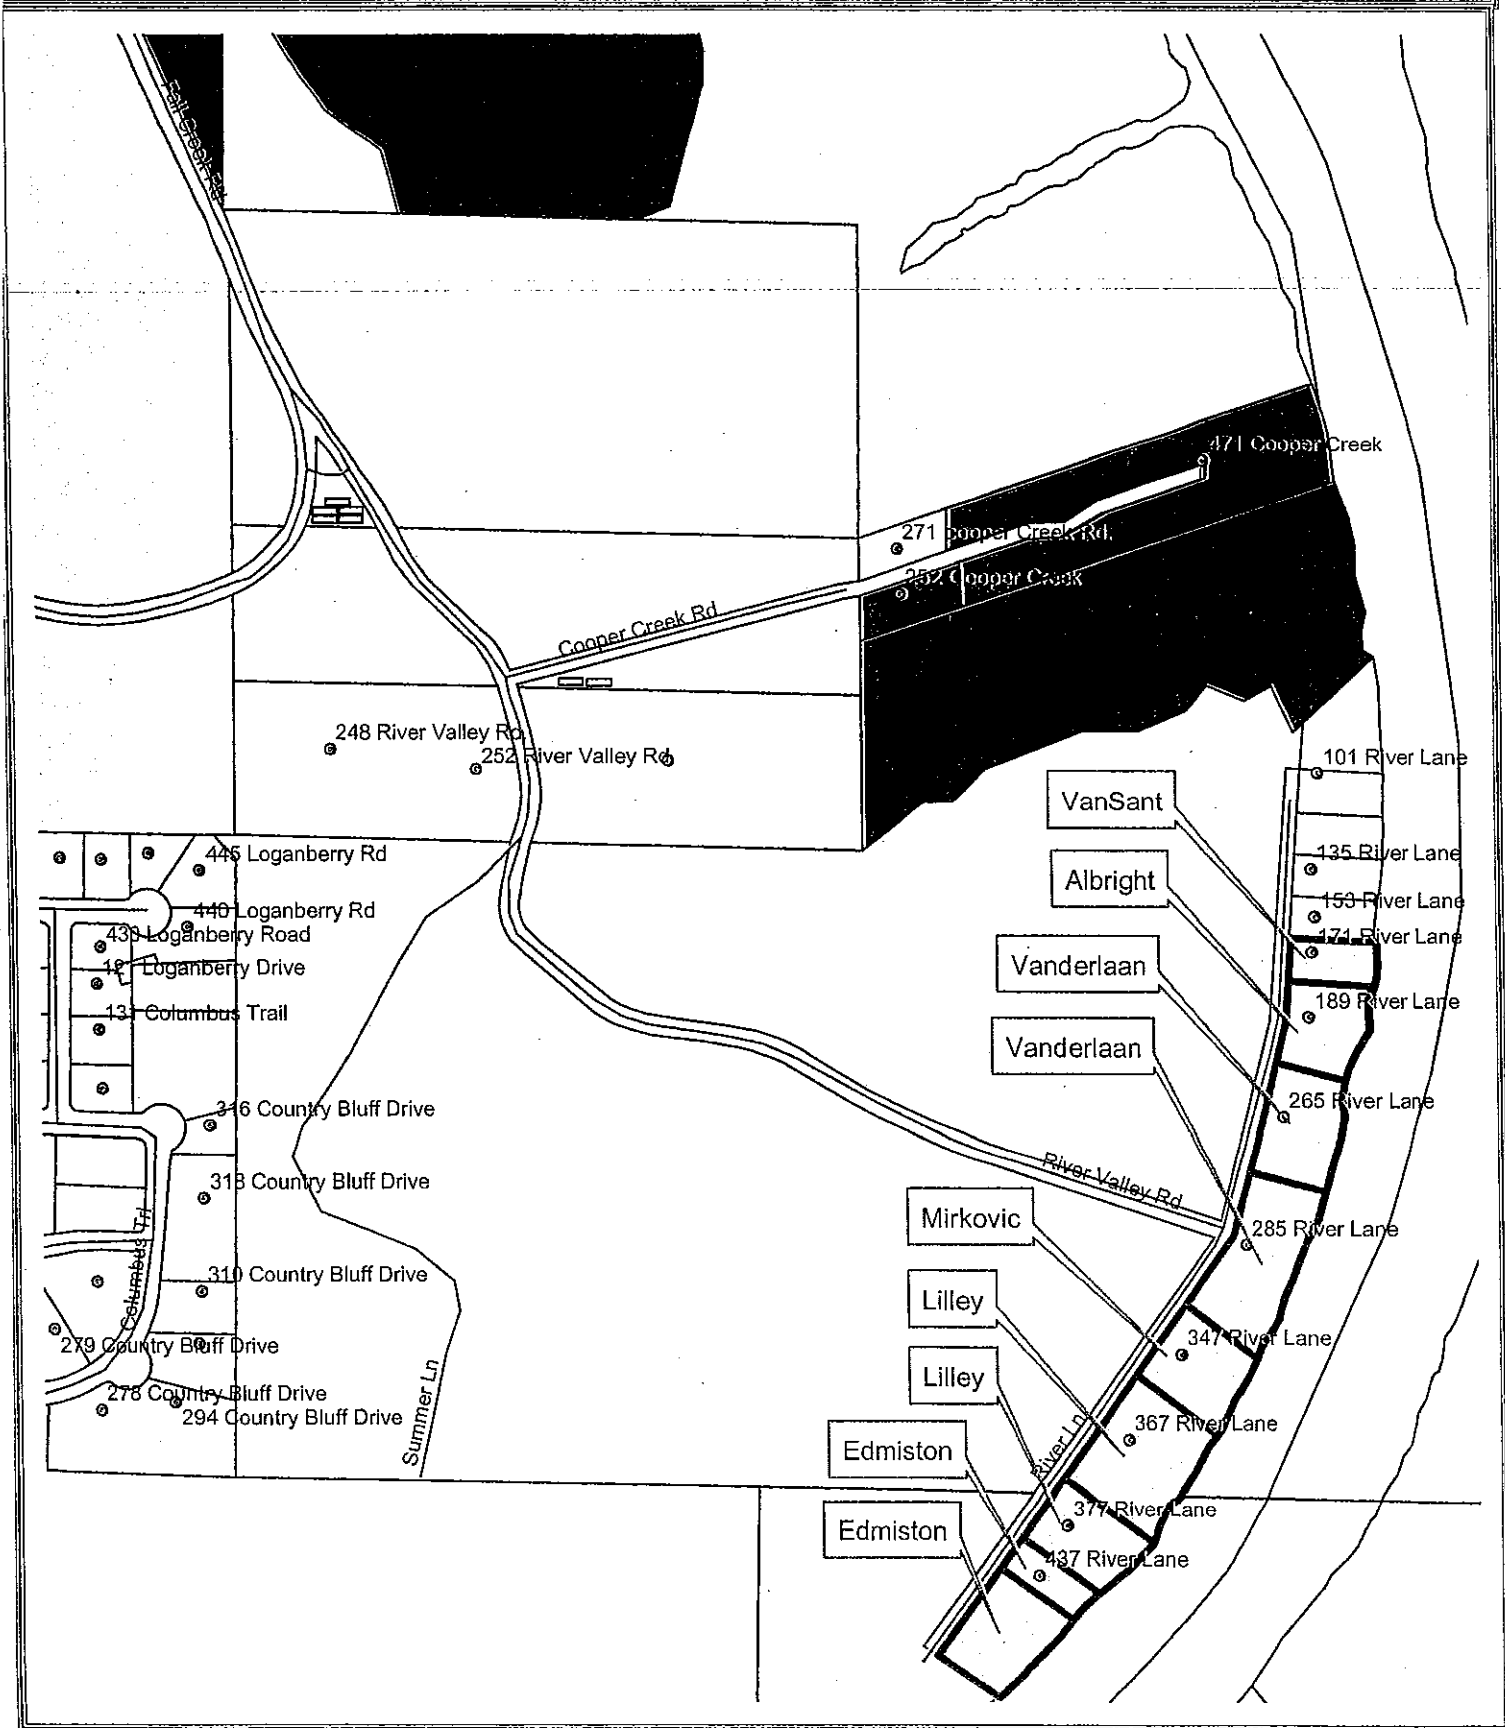 Fall Creek Rd
471 Cooper Creek
271 cooper Creek Rd.
252 Cooper Creek
Cooper Creek Rd
248 River Valley Rd
252 River Valley Rd
101 River Lane
VanSant
135 River Lane
445 Loganberry Rd
Albright
153 River Lane
440 Loganberry Rd
430 Loganberry Road
171 River Lane
Vanderlaan
Loganberry Drive
189 River Lane
131 Columbus Trail
Vanderlaan
265 River Lane
316 Country Bluff Drive
River Valley Rd
318 Country Bluff Drive
Mirkovic
285 River Lane
Columbus Trl
310 Country Bluff Drive
Lilley
347 River Lane
279 Country Bluff Drive
Lilley
278 Country Bluff Drive
294 Country Bluff Drive
Summer Ln
367 River Lane
River Ln
Edmiston
377 River Lane
Edmiston
437 River Lane